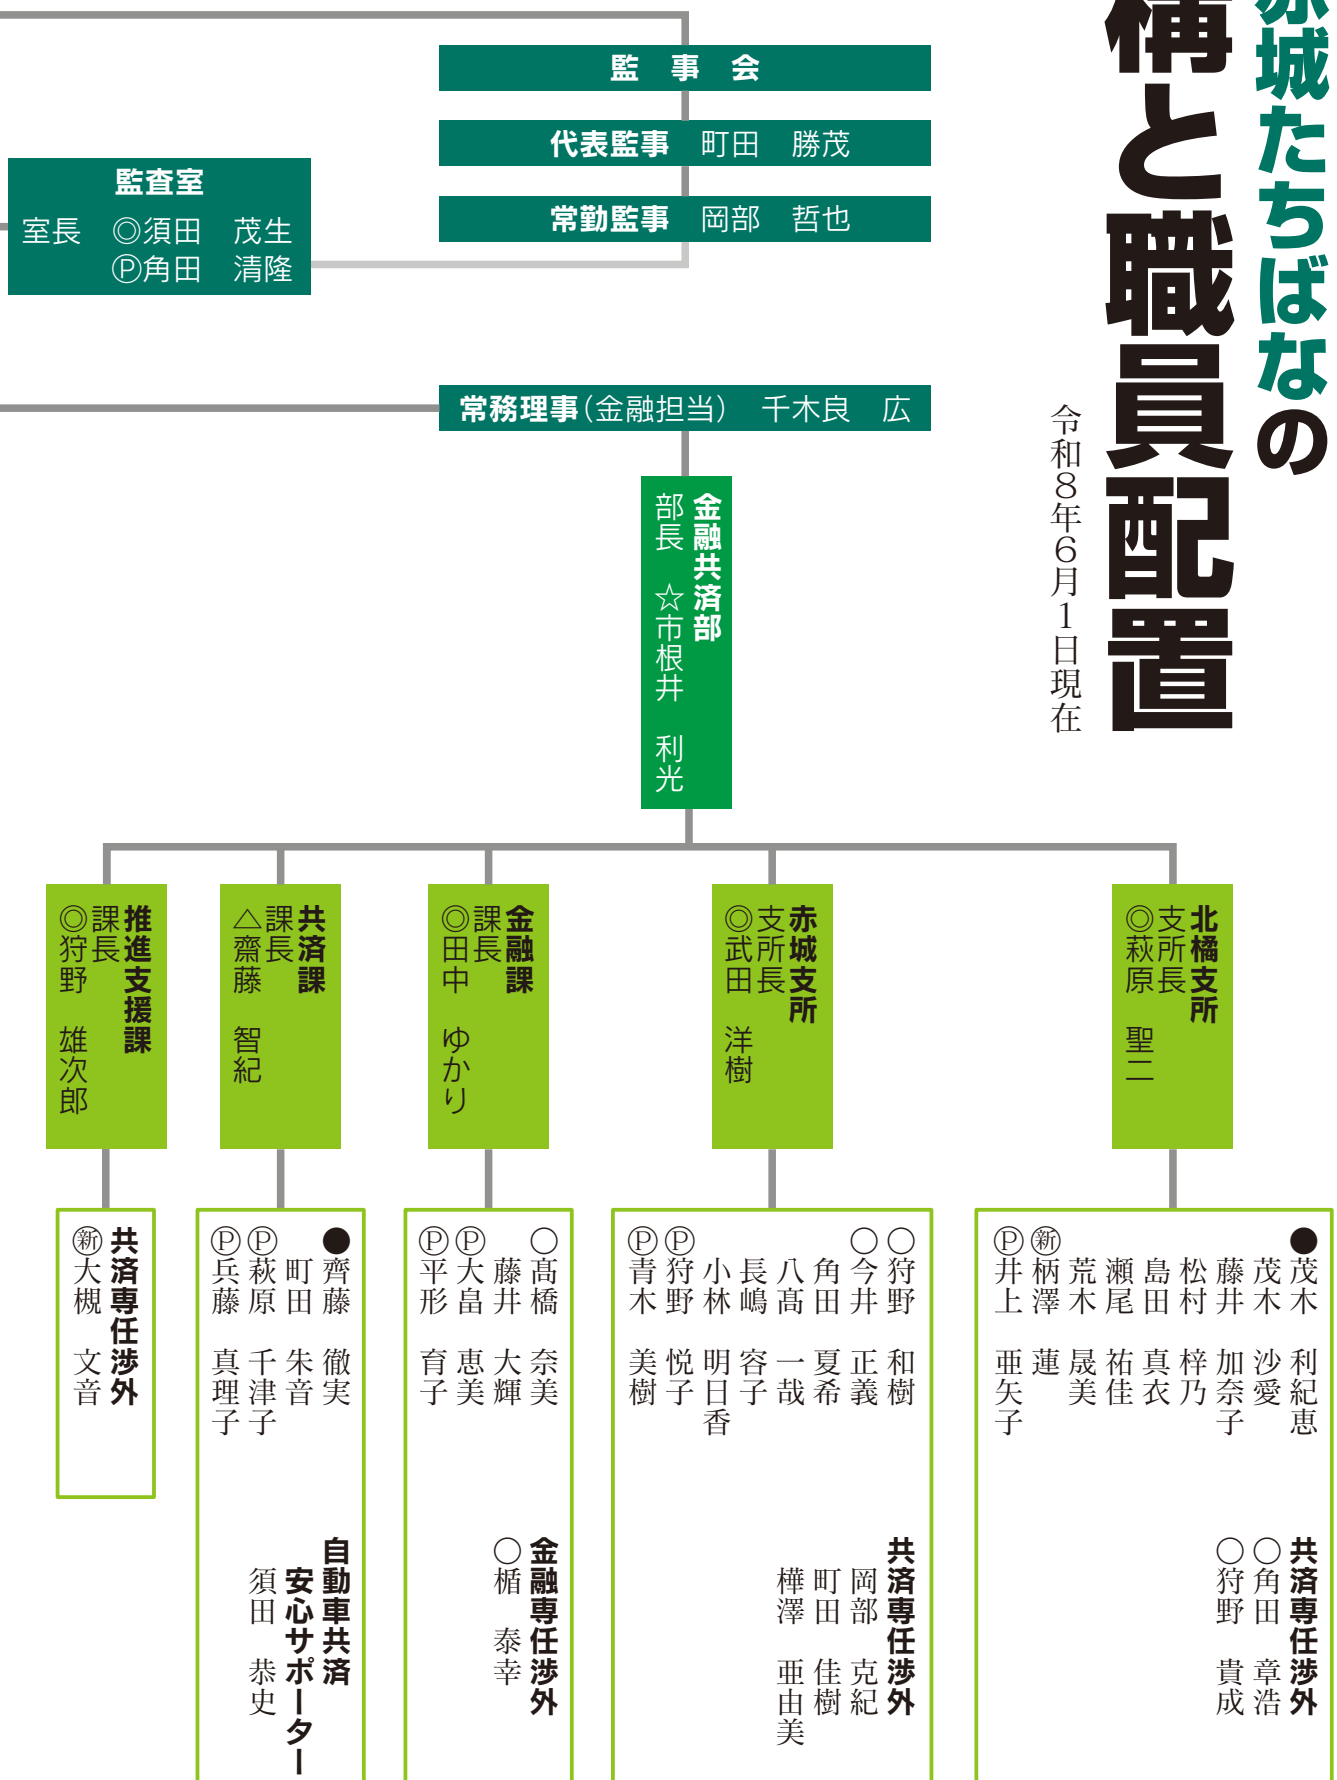 赤城たちばなの
機構と職員配置
令和8年6月1日現在
監　事　会
代表監事　町田　勝茂
常勤監事　岡部　哲也
監査室
室長　◎須田　茂生
Ⓟ角田　清隆
常務理事（金融担当）　千木良　広
金融共済部
部長　☆市根井　利光
北橘支所
支所長
◎萩原　聖二
●茂木　利紀恵
茂木　沙愛
藤井　加奈子
松村　梓乃
島田　真衣
瀬尾　祐佳
荒木　晟美
㊟柄澤　蓮
Ⓟ井上　亜矢子
共済専任渉外
○角田　章浩
○狩野　貴成
赤城支所
支所長
◎武田　洋樹
○狩野　和樹
○今井　正義
角田　夏希
八髙　一哉
長嶋　容子
小林　明日香
Ⓟ狩野　悦子
Ⓟ青木　美樹
共済専任渉外
岡部　克紀
町田　佳樹
樺澤　亜由美
金融課
課長
◎田中　ゆかり
○髙橋　奈美
藤井　大輝
Ⓟ大畠　恵美
Ⓟ平形　育子
金融専任渉外
○楯　泰幸
共済課
課長
△齋藤　智紀
●齊藤　徹実
町田　朱音
Ⓟ萩原　千津子
Ⓟ兵藤　真理子
自動車共済
安心サポーター
須田　恭史
推進支援課
課長
◎狩野　雄次郎
共済専任渉外
新大槻　文音